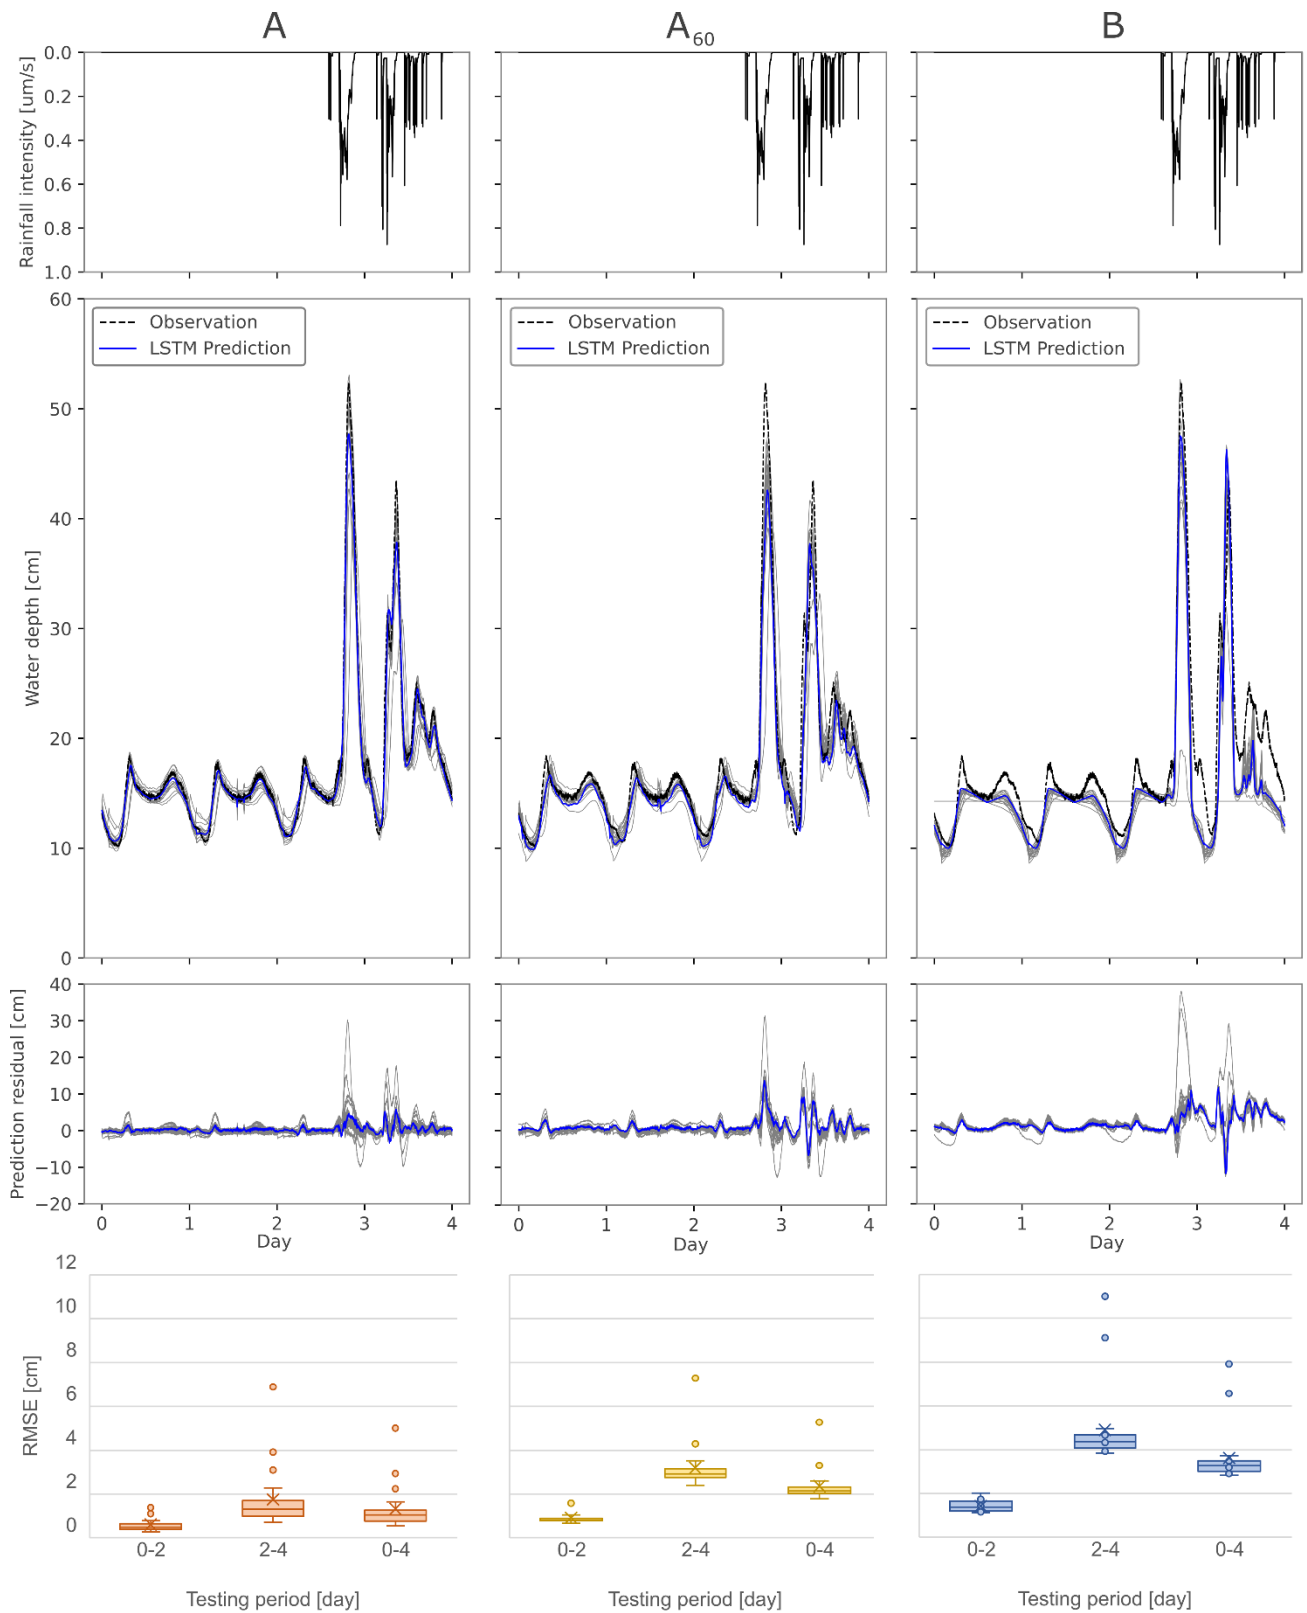 A
A60
B
Rainfall intensity [um/s]
0.0
0.2
0.4
0.6
0.8
1.0
Water depth [cm]
60
50
40
30
20
10
0
Observation
LSTM Prediction
Observation
LSTM Prediction
Observation
LSTM Prediction
Prediction residual [cm]
40
30
20
10
0
−10
−20
0 1 2 3 4
Day
0 1 2 3 4
Day
0 1 2 3 4
Day
RMSE [cm]
12
10
8
6
4
2
0
0-2 2-4 0-4
0-2 2-4 0-4
0-2 2-4 0-4
Testing period [day]
Testing period [day]
Testing period [day]